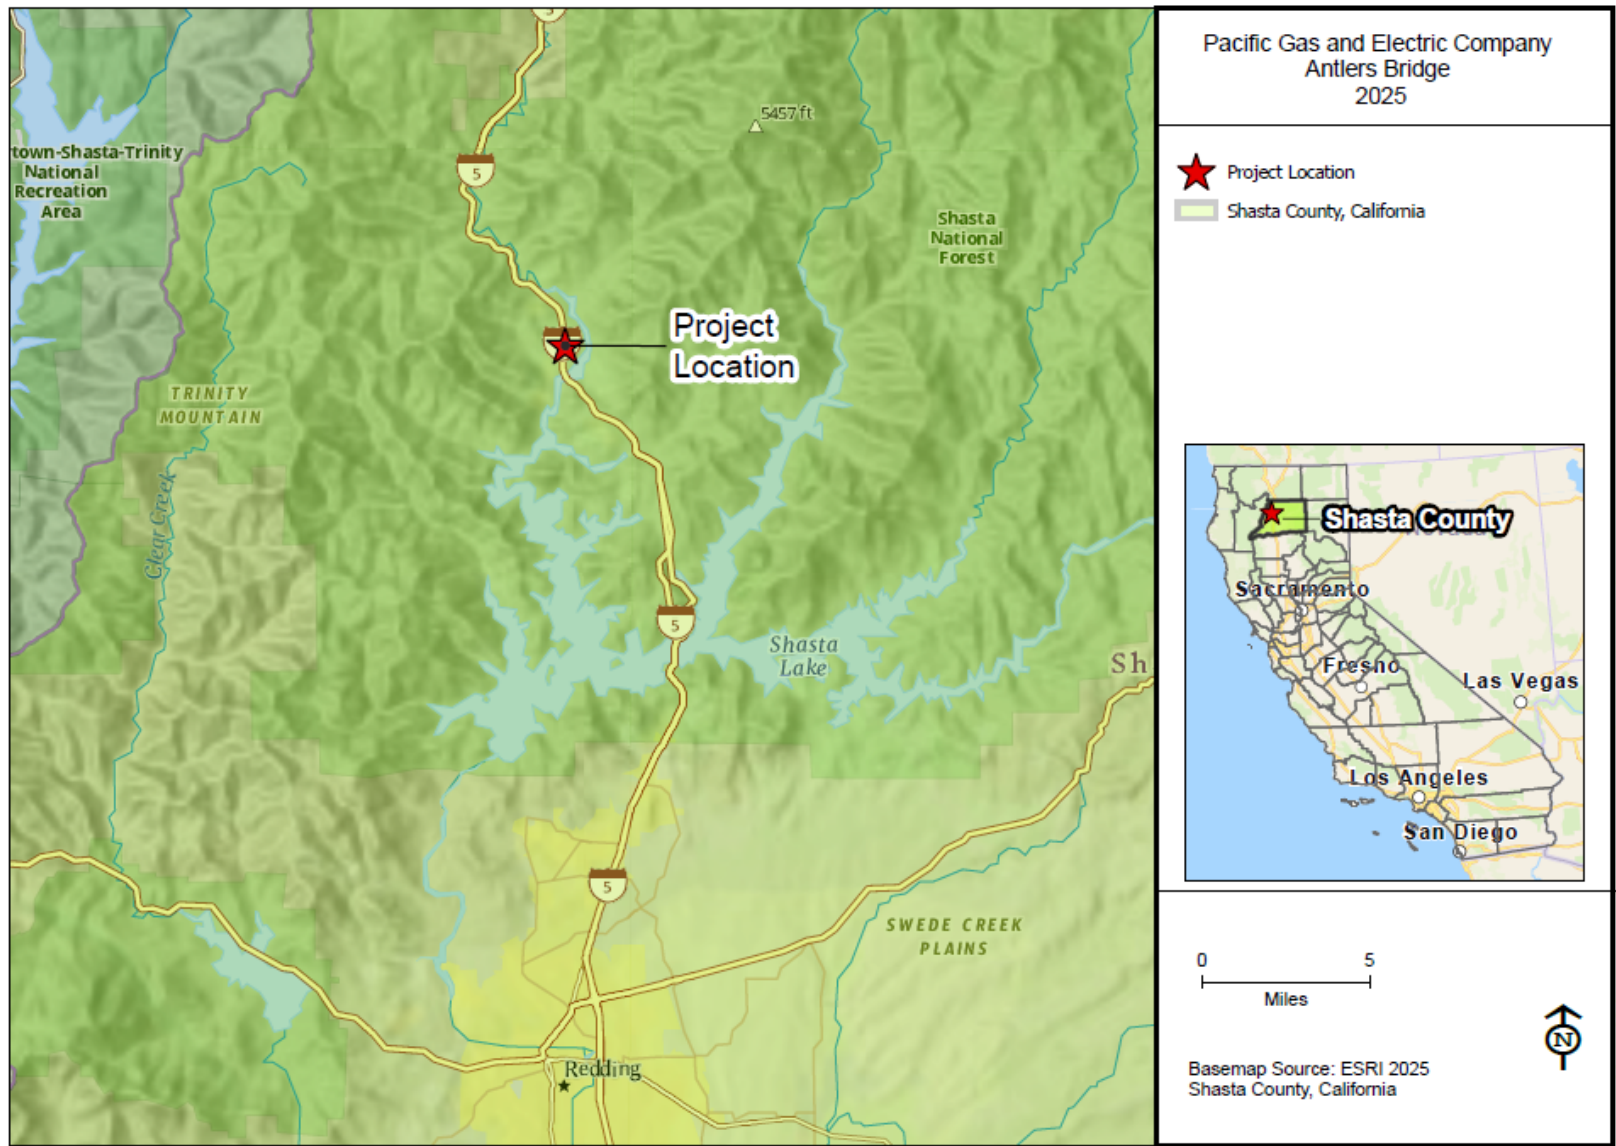 5
5457 ft
town-Shasta-Trinity
National
Recreation
Area
5
Shasta
National
Forest
Project
Location
TRINITY
MOUNTAIN
Clear Creek
5
Shasta
Lake
Sh
5
SWEDE CREEK
PLAINS
Redding
Pacific Gas and Electric Company
Antlers Bridge
2025
Project Location
Shasta County, California
Shasta County
Sacramento
Fresno
Las Vegas
Los Angeles
San Diego
0 5
Miles
N
Basemap Source: ESRI 2025
Shasta County, California